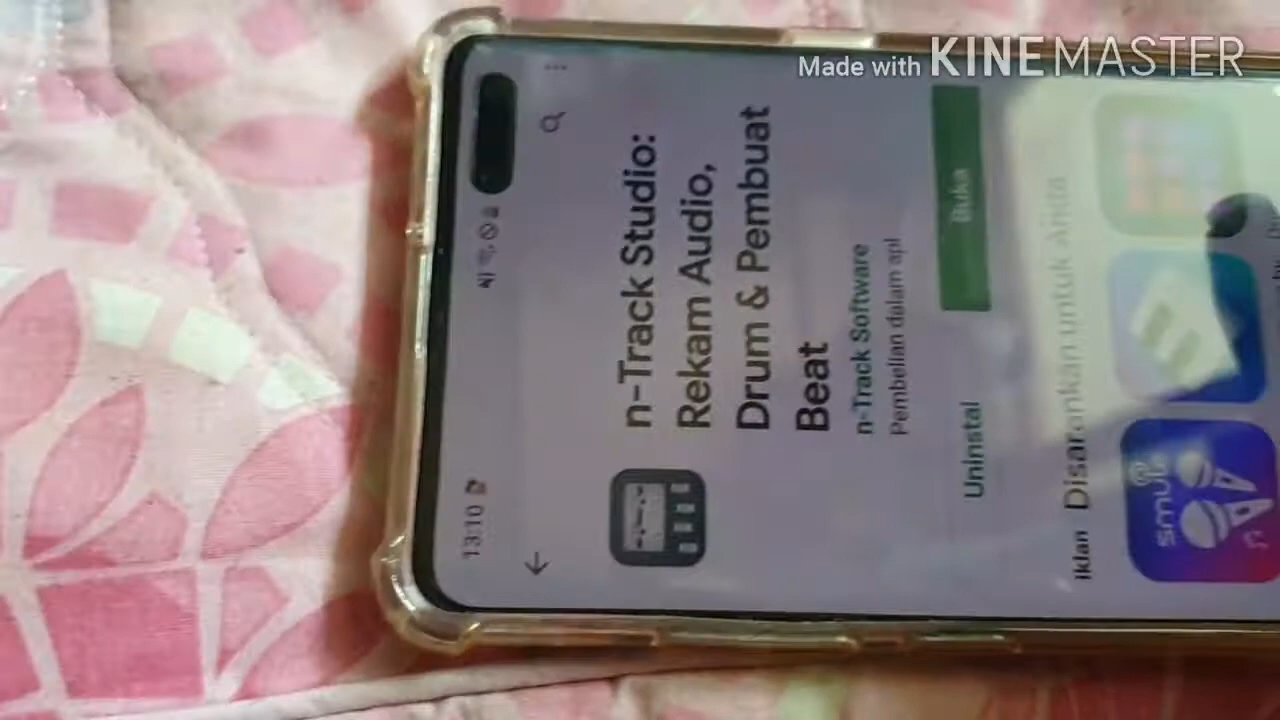 Made with KINEMASTER
13:10
n-Track Studio:
Rekam Audio,
Drum & Pembuat
Beat
n-Track Software
Pembelian dalam apl
Uninstal
Buka
Iklan Disarankan untuk Anda
SMULE